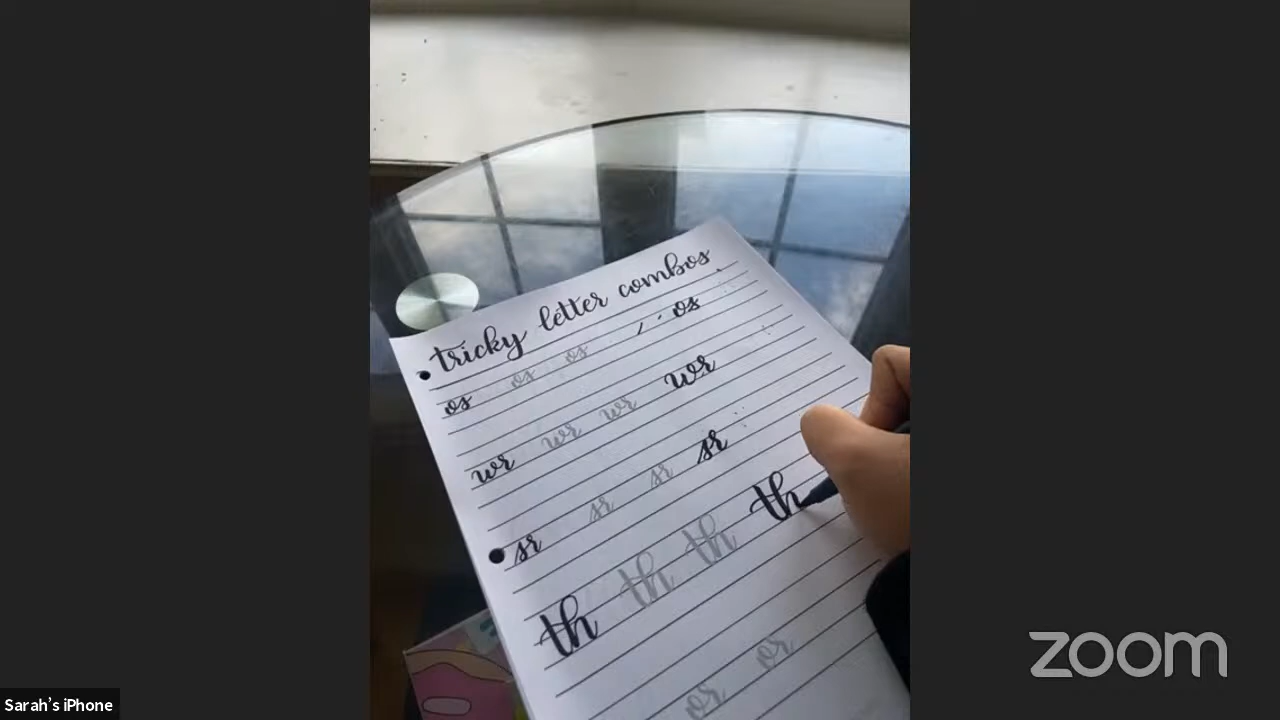 tricky letter combos
os os os os
wr wr wr wr
sr sr sr sr
th th th th
or or
zoom
Sarah's iPhone